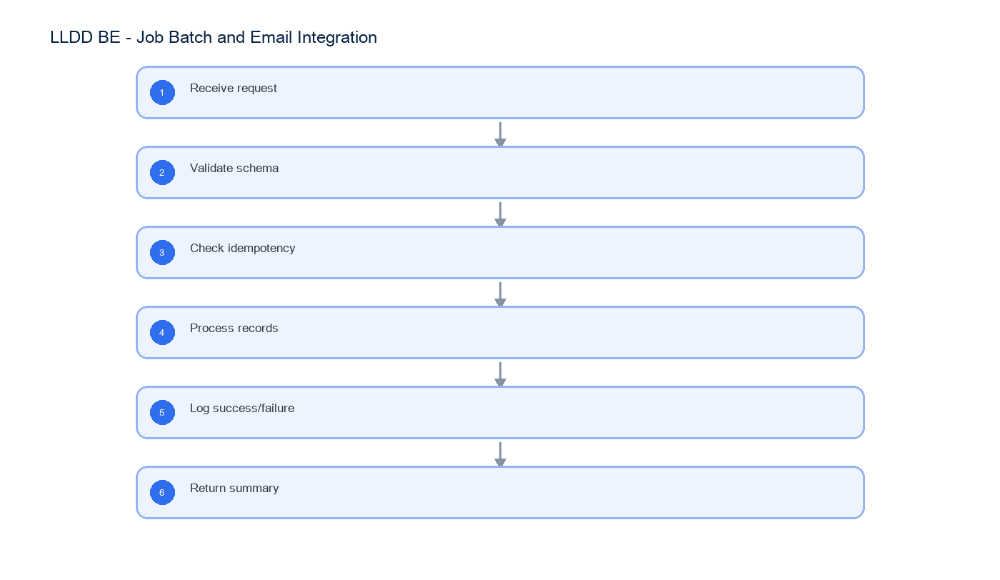 LLDD BE - Job Batch and Email Integration
1 Receive request
2 Validate schema
3 Check idempotency
4 Process records
5 Log success/failure
6 Return summary